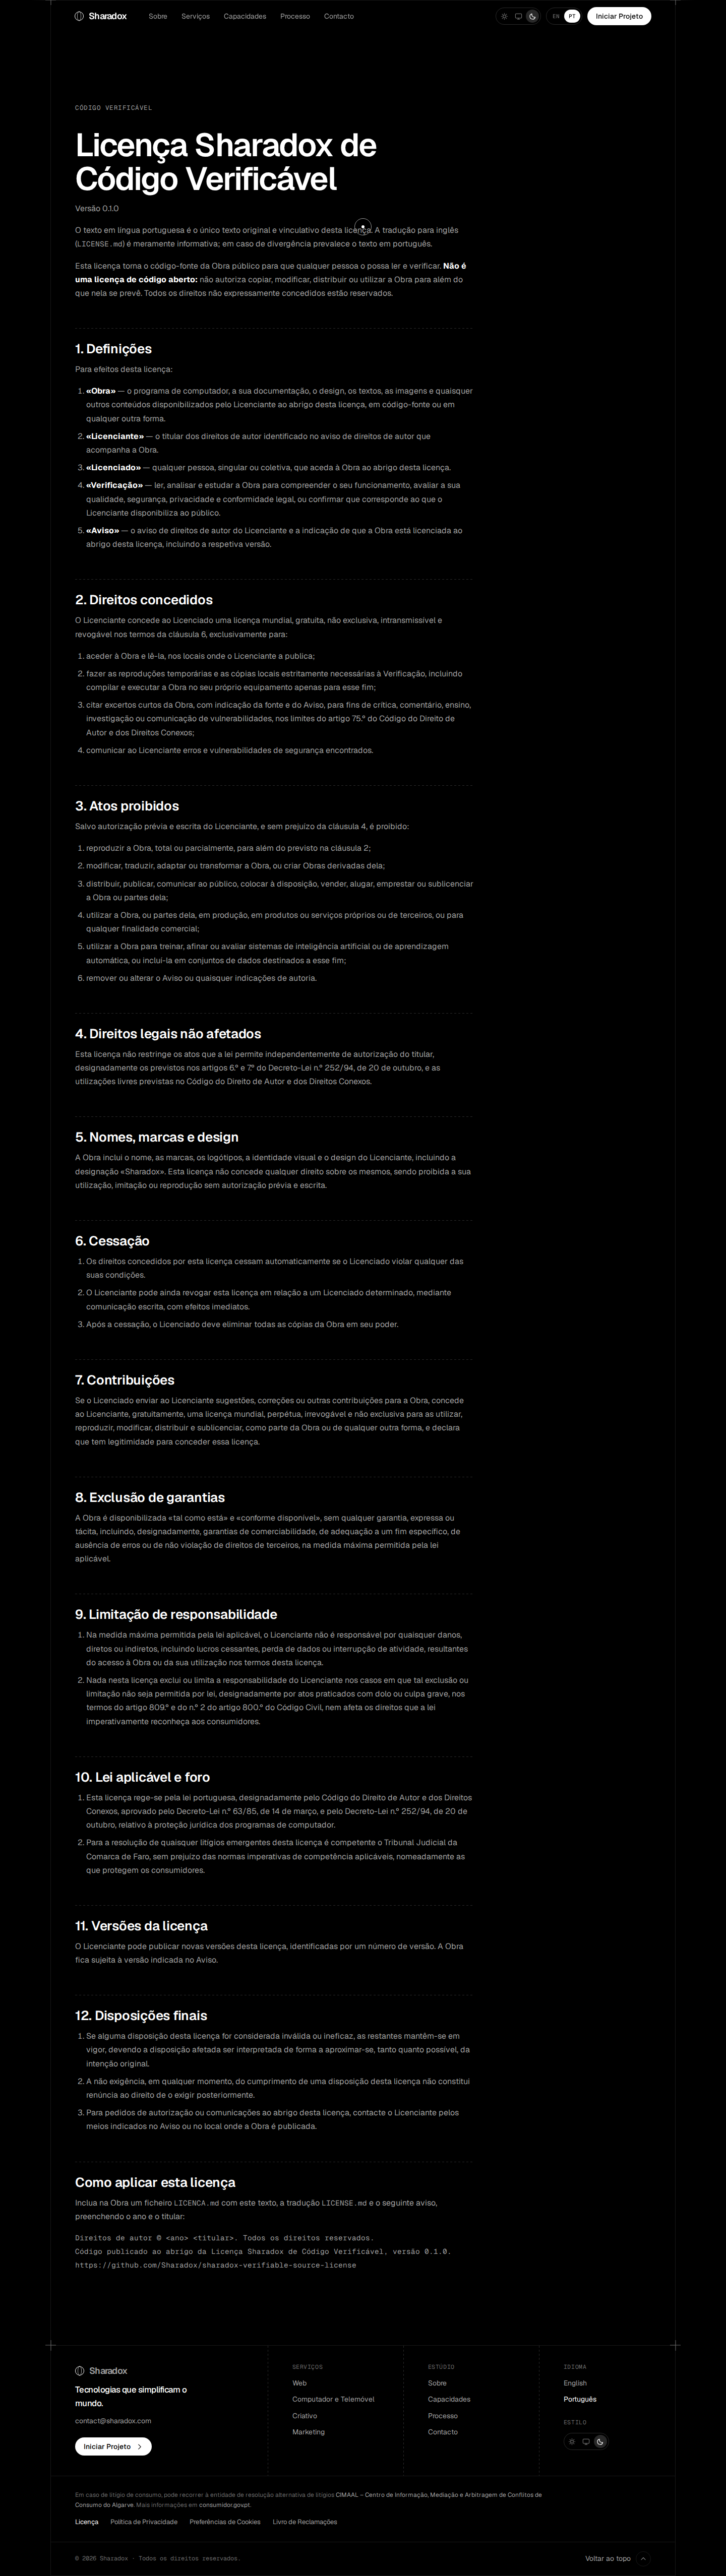 Sharadox
Sobre
Serviços
Capacidades
Processo
Contacto
EN
PT
Iniciar Projeto
CÓDIGO VERIFICÁVEL
Licença Sharadox de
Código Verificável
Versão 0.1.0
O texto em língua portuguesa é o único texto original e vinculativo desta licença. A tradução para inglês
(LICENSE.md) é meramente informativa; em caso de divergência prevalece o texto em português.
Esta licença torna o código-fonte da Obra público para que qualquer pessoa o possa ler e verificar. Não é
uma licença de código aberto: não autoriza copiar, modificar, distribuir ou utilizar a Obra para além do
que nela se prevê. Todos os direitos não expressamente concedidos estão reservados.
1. Definições
Para efeitos desta licença:
1. «Obra» — o programa de computador, a sua documentação, o design, os textos, as imagens e quaisquer
outros conteúdos disponibilizados pelo Licenciante ao abrigo desta licença, em código-fonte ou em
qualquer outra forma.
2. «Licenciante» — o titular dos direitos de autor identificado no aviso de direitos de autor que
acompanha a Obra.
3. «Licenciado» — qualquer pessoa, singular ou coletiva, que aceda à Obra ao abrigo desta licença.
4. «Verificação» — ler, analisar e estudar a Obra para compreender o seu funcionamento, avaliar a sua
qualidade, segurança, privacidade e conformidade legal, ou confirmar que corresponde ao que o
Licenciante disponibiliza ao público.
5. «Aviso» — o aviso de direitos de autor do Licenciante e a indicação de que a Obra está licenciada ao
abrigo desta licença, incluindo a respetiva versão.
2. Direitos concedidos
O Licenciante concede ao Licenciado uma licença mundial, gratuita, não exclusiva, intransmissível e
revogável nos termos da cláusula 6, exclusivamente para:
1. aceder à Obra e lê-la, nos locais onde o Licenciante a publica;
2. fazer as reproduções temporárias e as cópias locais estritamente necessárias à Verificação, incluindo
compilar e executar a Obra no seu próprio equipamento apenas para esse fim;
3. citar excertos curtos da Obra, com indicação da fonte e do Aviso, para fins de crítica, comentário, ensino,
investigação ou comunicação de vulnerabilidades, nos limites do artigo 75.º do Código do Direito de
Autor e dos Direitos Conexos;
4. comunicar ao Licenciante erros e vulnerabilidades de segurança encontrados.
3. Atos proibidos
Salvo autorização prévia e escrita do Licenciante, e sem prejuízo da cláusula 4, é proibido:
1. reproduzir a Obra, total ou parcialmente, para além do previsto na cláusula 2;
2. modificar, traduzir, adaptar ou transformar a Obra, ou criar Obras derivadas dela;
3. distribuir, publicar, comunicar ao público, colocar à disposição, vender, alugar, emprestar ou sublicenciar
a Obra ou partes dela;
4. utilizar a Obra, ou partes dela, em produção, em produtos ou serviços próprios ou de terceiros, ou para
qualquer finalidade comercial;
5. utilizar a Obra para treinar, afinar ou avaliar sistemas de inteligência artificial ou de aprendizagem
automática, ou incluí-la em conjuntos de dados destinados a esse fim;
6. remover ou alterar o Aviso ou quaisquer indicações de autoria.
4. Direitos legais não afetados
Esta licença não restringe os atos que a lei permite independentemente de autorização do titular,
designadamente os previstos nos artigos 6.º e 7.º do Decreto-Lei n.º 252/94, de 20 de outubro, e as
utilizações livres previstas no Código do Direito de Autor e dos Direitos Conexos.
5. Nomes, marcas e design
A Obra inclui o nome, as marcas, os logótipos, a identidade visual e o design do Licenciante, incluindo a
designação «Sharadox». Esta licença não concede qualquer direito sobre os mesmos, sendo proibida a sua
utilização, imitação ou reprodução sem autorização prévia e escrita.
6. Cessação
1. Os direitos concedidos por esta licença cessam automaticamente se o Licenciado violar qualquer das
suas condições.
2. O Licenciante pode ainda revogar esta licença em relação a um Licenciado determinado, mediante
comunicação escrita, com efeitos imediatos.
3. Após a cessação, o Licenciado deve eliminar todas as cópias da Obra em seu poder.
7. Contribuições
Se o Licenciado enviar ao Licenciante sugestões, correções ou outras contribuições para a Obra, concede
ao Licenciante, gratuitamente, uma licença mundial, perpétua, irrevogável e não exclusiva para as utilizar,
reproduzir, modificar, distribuir e sublicenciar, como parte da Obra ou de qualquer outra forma, e declara
que tem legitimidade para conceder essa licença.
8. Exclusão de garantias
A Obra é disponibilizada «tal como está» e «conforme disponível», sem qualquer garantia, expressa ou
tácita, incluindo, designadamente, garantias de comerciabilidade, de adequação a um fim específico, de
ausência de erros ou de não violação de direitos de terceiros, na medida máxima permitida pela lei
aplicável.
9. Limitação de responsabilidade
1. Na medida máxima permitida pela lei aplicável, o Licenciante não é responsável por quaisquer danos,
diretos ou indiretos, incluindo lucros cessantes, perda de dados ou interrupção de atividade, resultantes
do acesso à Obra ou da sua utilização nos termos desta licença.
2. Nada nesta licença exclui ou limita a responsabilidade do Licenciante nos casos em que tal exclusão ou
limitação não seja permitida por lei, designadamente por atos praticados com dolo ou culpa grave, nos
termos do artigo 809.º e do n.º 2 do artigo 800.º do Código Civil, nem afeta os direitos que a lei
imperativamente reconheça aos consumidores.
10. Lei aplicável e foro
1. Esta licença rege-se pela lei portuguesa, designadamente pelo Código do Direito de Autor e dos Direitos
Conexos, aprovado pelo Decreto-Lei n.º 63/85, de 14 de março, e pelo Decreto-Lei n.º 252/94, de 20 de
outubro, relativo à proteção jurídica dos programas de computador.
2. Para a resolução de quaisquer litígios emergentes desta licença é competente o Tribunal Judicial da
Comarca de Faro, sem prejuízo das normas imperativas de competência aplicáveis, nomeadamente as
que protegem os consumidores.
11. Versões da licença
O Licenciante pode publicar novas versões desta licença, identificadas por um número de versão. A Obra
fica sujeita à versão indicada no Aviso.
12. Disposições finais
1. Se alguma disposição desta licença for considerada inválida ou ineficaz, as restantes mantêm-se em
vigor, devendo a disposição afetada ser interpretada de forma a aproximar-se, tanto quanto possível, da
intenção original.
2. A não exigência, em qualquer momento, do cumprimento de uma disposição desta licença não constitui
renúncia ao direito de o exigir posteriormente.
3. Para pedidos de autorização ou comunicações ao abrigo desta licença, contacte o Licenciante pelos
meios indicados no Aviso ou no local onde a Obra é publicada.
Como aplicar esta licença
Inclua na Obra um ficheiro LICENCA.md com este texto, a tradução LICENSE.md e o seguinte aviso,
preenchendo o ano e o titular:
Direitos de autor © <ano> <titular>. Todos os direitos reservados.
Código publicado ao abrigo da Licença Sharadox de Código Verificável, versão 0.1.0.
https://github.com/Sharadox/sharadox-verifiable-source-license
Sharadox
Tecnologias que simplificam o
mundo.
contact@sharadox.com
Iniciar Projeto
SERVIÇOS
Web
Computador e Telemóvel
Criativo
Marketing
ESTÚDIO
Sobre
Capacidades
Processo
Contacto
IDIOMA
English
Português
ESTILO
Em caso de litígio de consumo, pode recorrer à entidade de resolução alternativa de litígios CIMAAL – Centro de Informação, Mediação e Arbitragem de Conflitos de
Consumo do Algarve. Mais informações em consumidor.gov.pt.
Licença
Política de Privacidade
Preferências de Cookies
Livro de Reclamações
© 2026 Sharadox · Todos os direitos reservados.
Voltar ao topo